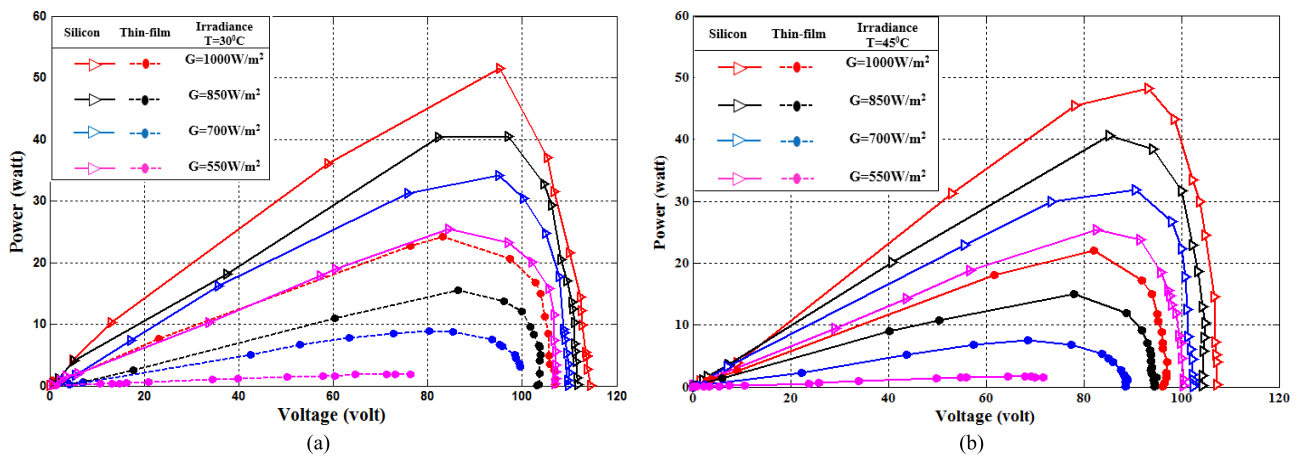 60
50
40
30
20
10
0
Power (watt)
Silicon Thin-film Irradiance
T=30⁰C
G=1000W/m²
G=850W/m²
G=700W/m²
G=550W/m²
0 20 40 60 80 100 120
Voltage (volt)
(a)
60
50
40
30
20
10
0
Power (watt)
Silicon Thin-film Irradiance
T=45⁰C
G=1000W/m²
G=850W/m²
G=700W/m²
G=550W/m²
0 20 40 60 80 100 120
Voltage (volt)
(b)